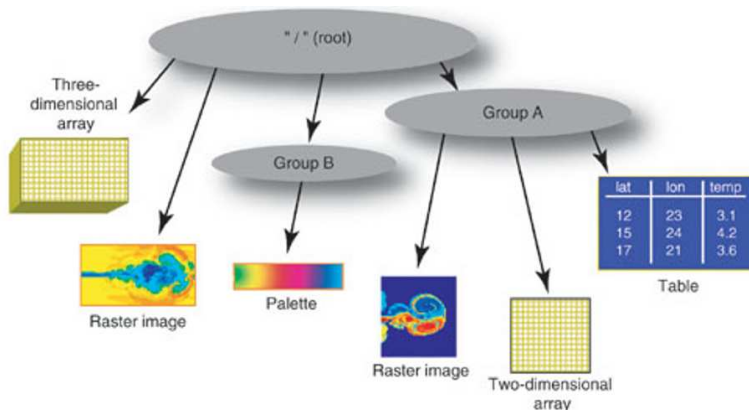 " / " (root)
Three-
dimensional
array
Group A
Group B
lat lon temp
12 23 3.1
15 24 4.2
17 21 3.6
Table
Palette
Raster image
Raster image
Two-dimensional
array